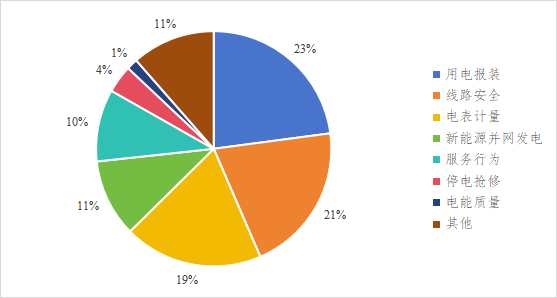 11%
23%
1%
4%
10%
11%
21%
19%
用电报装
线路安全
电表计量
新能源并网发电
服务行为
停电抢修
电能质量
其他